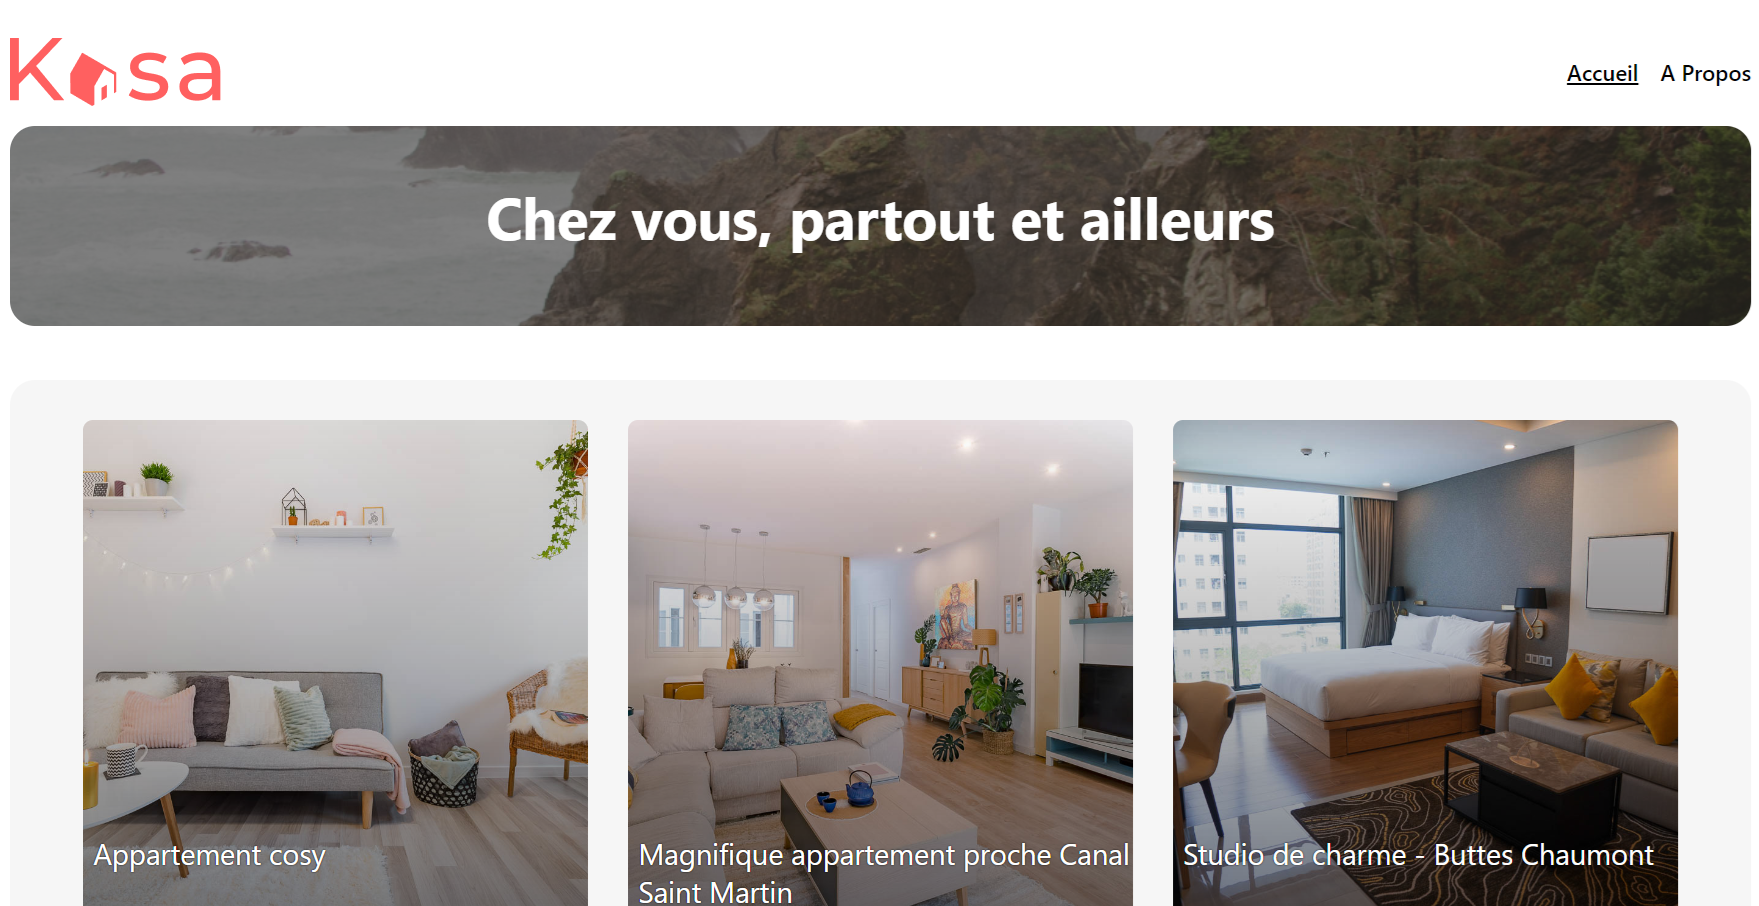 Kasa
Accueil A Propos
Chez vous, partout et ailleurs
Appartement cosy
Magnifique appartement proche Canal
Saint Martin
Studio de charme - Buttes Chaumont